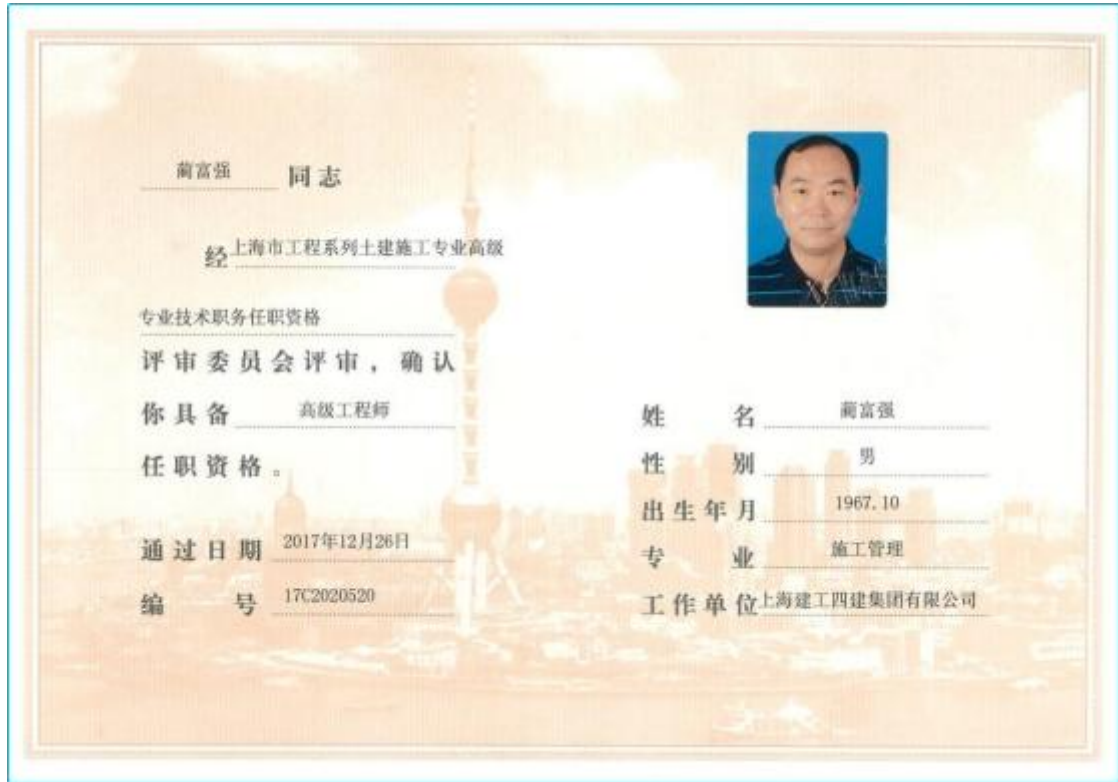 蔺富强 同志
经 上海市工程系列土建施工专业高级
专业技术职务任职资格
评审委员会评审，确认
你具备 高级工程师
任职资格。
通过日期 2017年12月26日
编号 17C2020520
姓名 蔺富强
性别 男
出生年月 1967.10
专业 施工管理
工作单位 上海建工四建集团有限公司